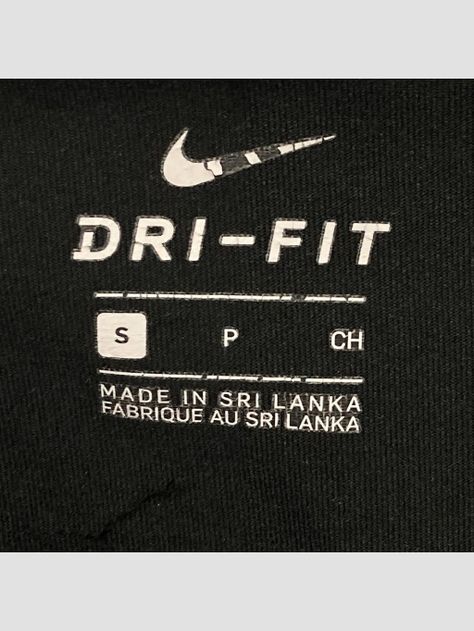 DRI-FIT
S P CH
MADE IN SRI LANKA
FABRIQUE AU SRI LANKA